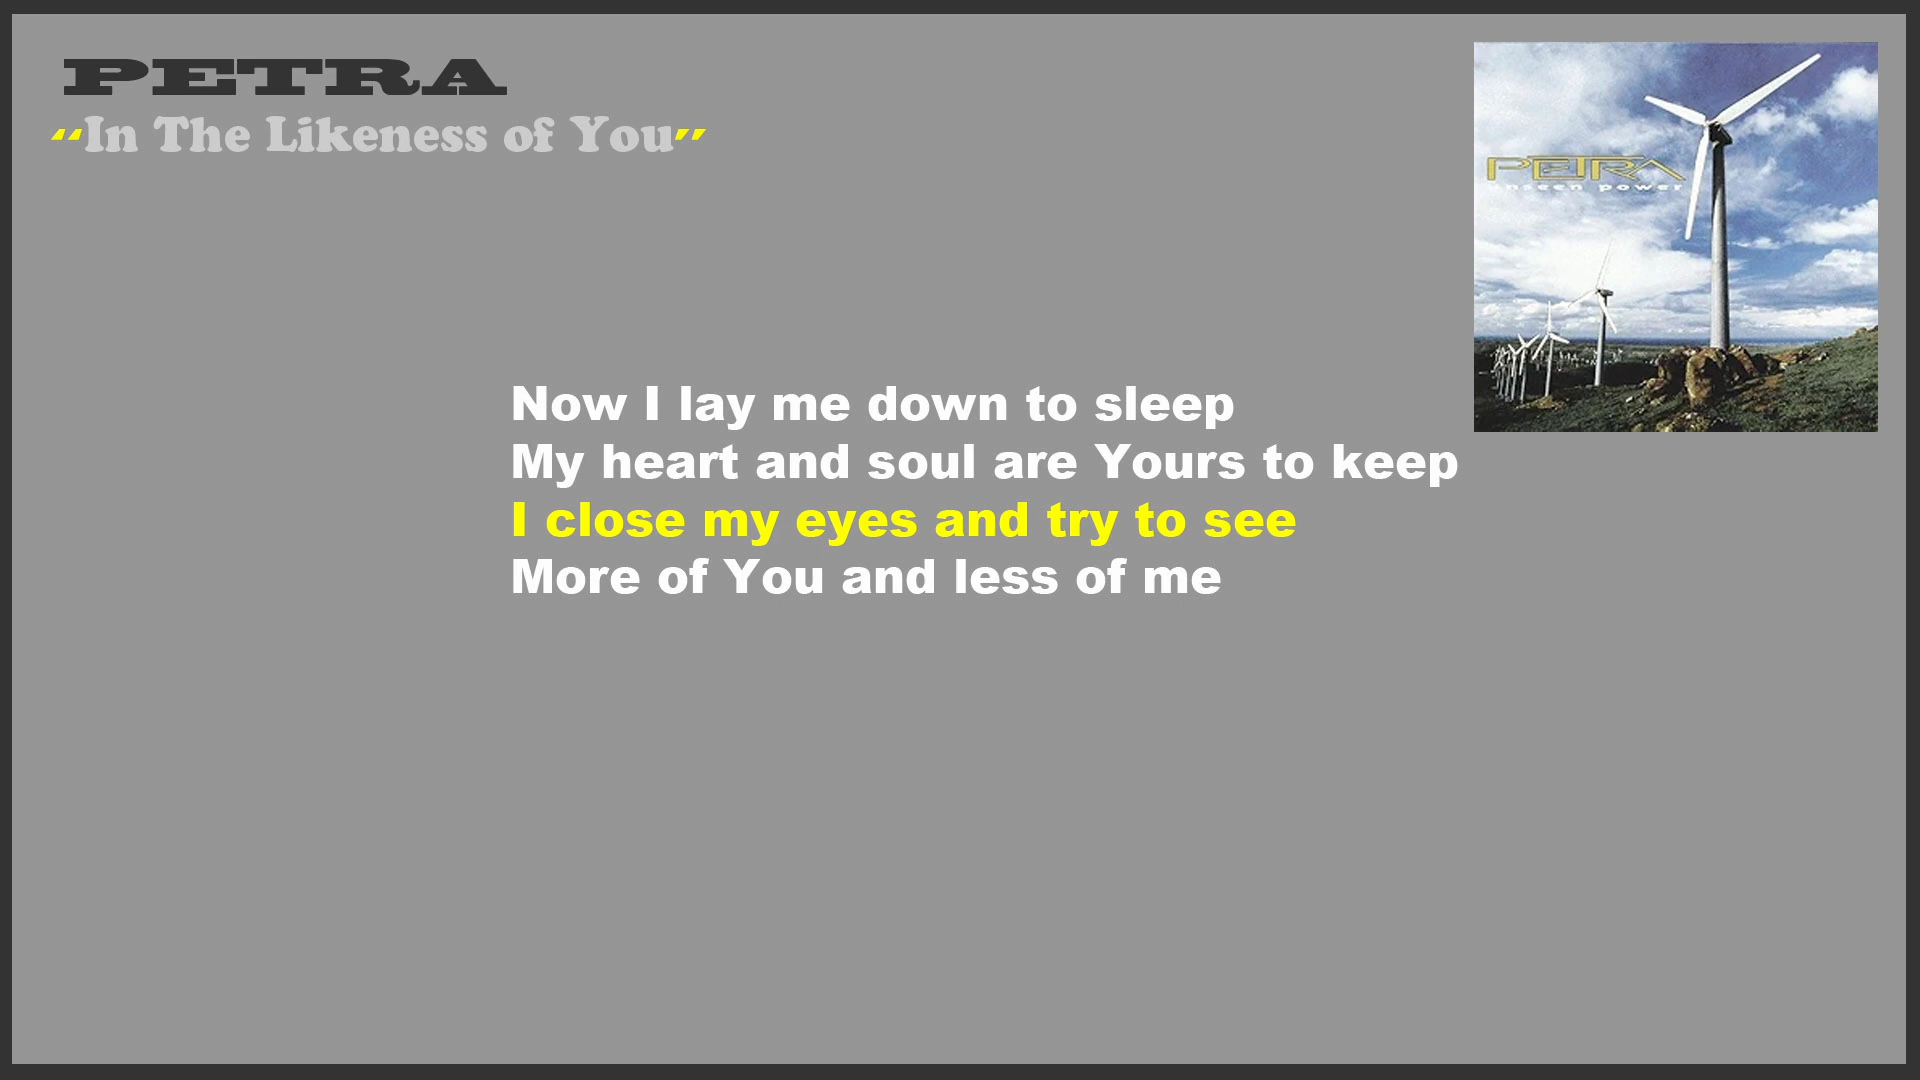 PETRA
"In The Likeness of You"
PETRA
unseen power
Now I lay me down to sleep
My heart and soul are Yours to keep
I close my eyes and try to see
More of You and less of me